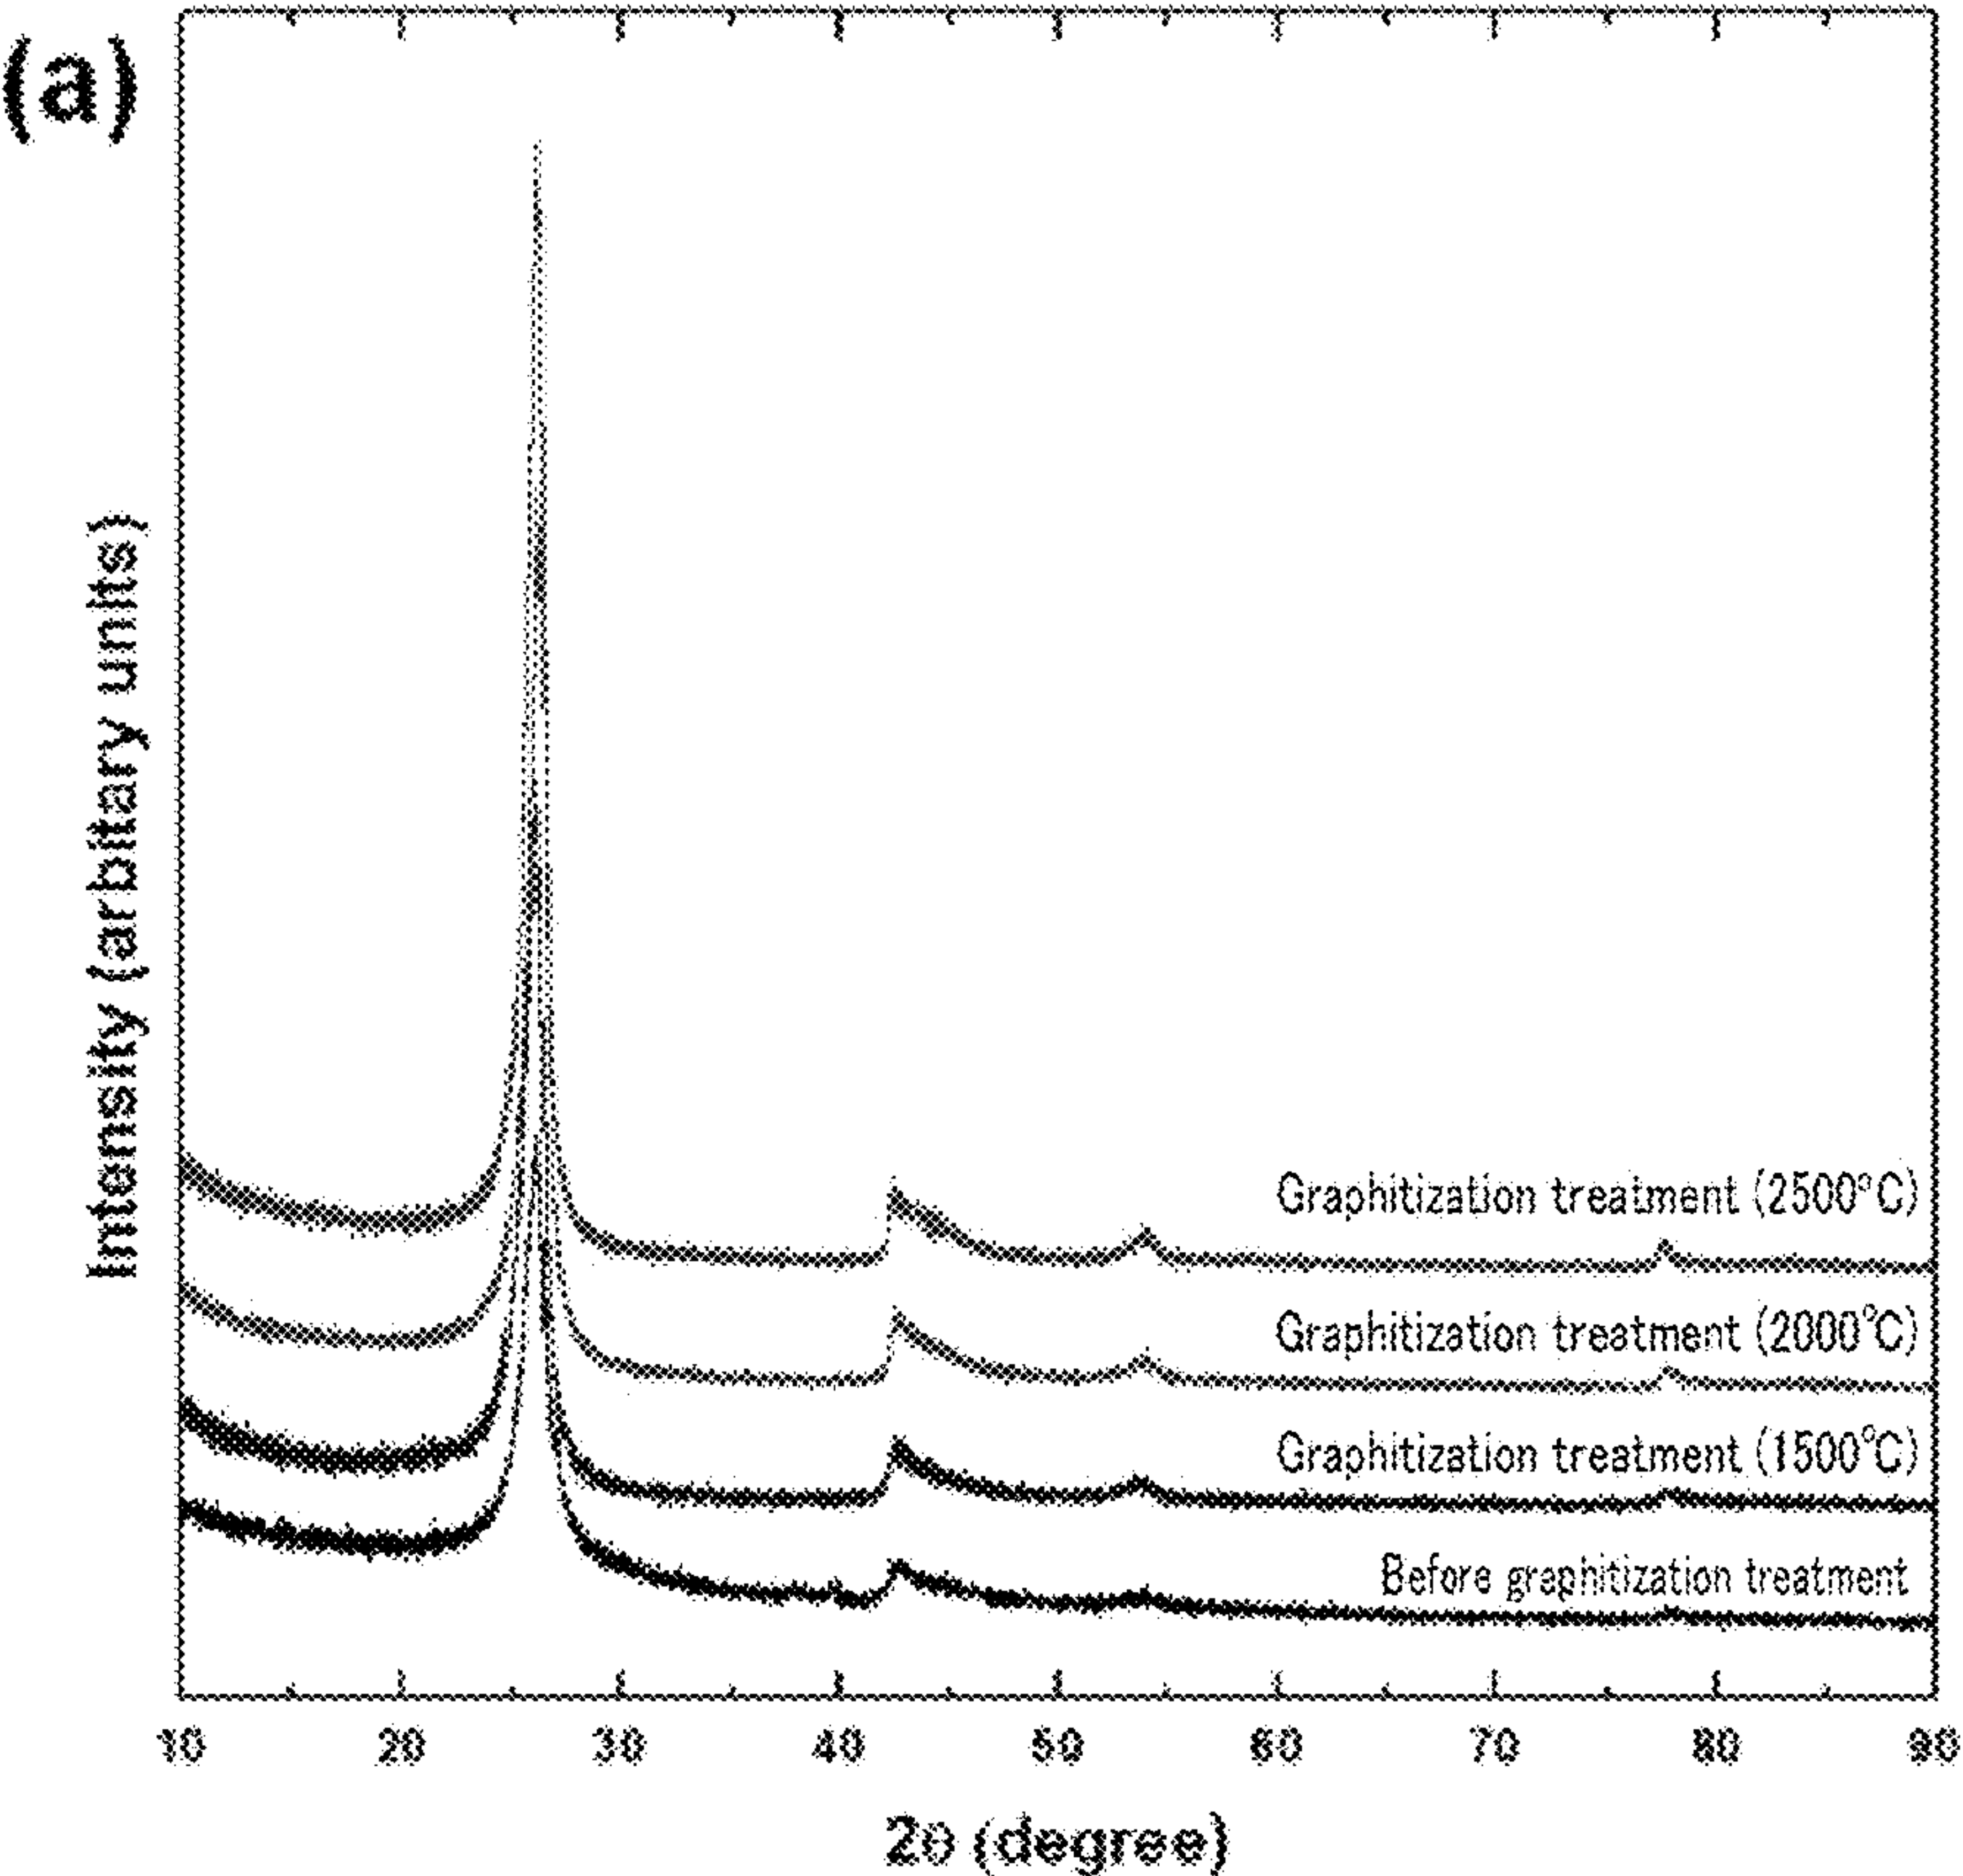 (a)
Intensity (arbitary units)
Graphitization treatment (2500°C)
Graphitization treatment (2000°C)
Graphitization treatment (1500°C)
Before graphitization treatment
10 20 30 40 50 60 70 80 90
2θ (degree)